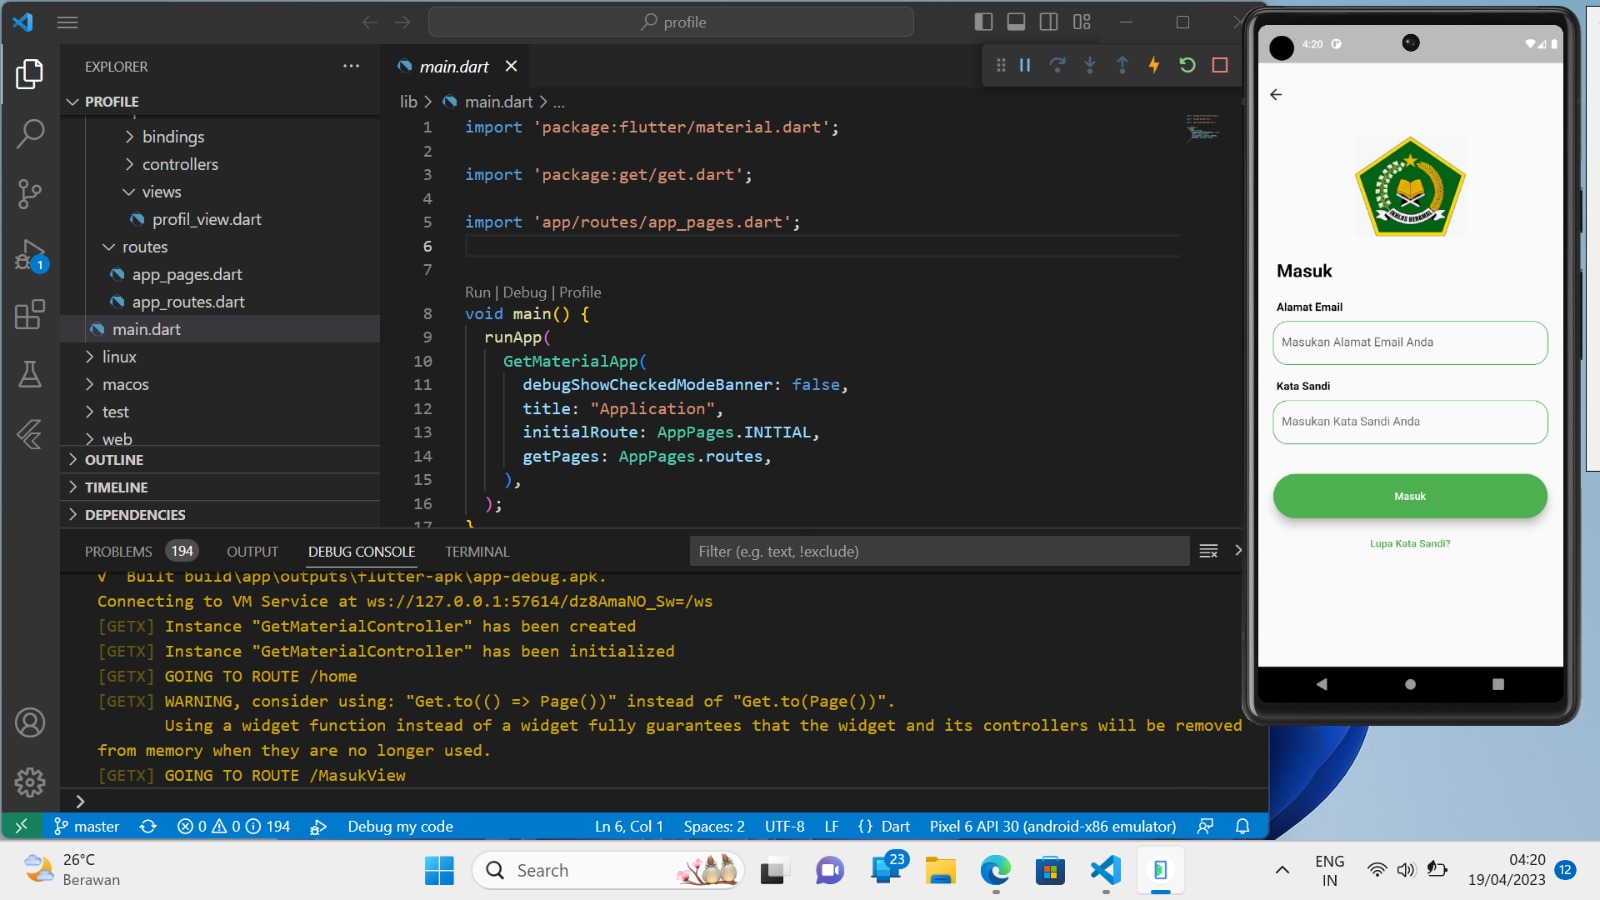 profile
EXPLORER
PROFILE
bindings
controllers
views
profil_view.dart
routes
app_pages.dart
app_routes.dart
main.dart
linux
macos
test
web
OUTLINE
TIMELINE
DEPENDENCIES
1
main.dart
lib > main.dart > ...
1 import 'package:flutter/material.dart';
2
3 import 'package:get/get.dart';
4
5 import 'app/routes/app_pages.dart';
6
7
Run | Debug | Profile
8 void main() {
9 runApp(
10 GetMaterialApp(
11 debugShowCheckedModeBanner: false,
12 title: "Application",
13 initialRoute: AppPages.INITIAL,
14 getPages: AppPages.routes,
15 ),
16 );
17 }
PROBLEMS 194 OUTPUT DEBUG CONSOLE TERMINAL Filter (e.g. text, !exclude)
√ Built build\app\outputs\flutter-apk\app-debug.apk.
Connecting to VM Service at ws://127.0.0.1:57614/dz8AmaNO_Sw=/ws
[GETX] Instance "GetMaterialController" has been created
[GETX] Instance "GetMaterialController" has been initialized
[GETX] GOING TO ROUTE /home
[GETX] WARNING, consider using: "Get.to(() => Page())" instead of "Get.to(Page())".
Using a widget function instead of a widget fully guarantees that the widget and its controllers will be removed
from memory when they are no longer used.
[GETX] GOING TO ROUTE /MasukView
master 0 0 194 Debug my code Ln 6, Col 1 Spaces: 2 UTF-8 LF {} Dart Pixel 6 API 30 (android-x86 emulator)
4:20
IKHLAS BERAMAL
Masuk
Alamat Email
Masukan Alamat Email Anda
Kata Sandi
Masukan Kata Sandi Anda
Masuk
Lupa Kata Sandi?
26°C
Berawan
Search
23
ENG
IN
04:20
19/04/2023
12